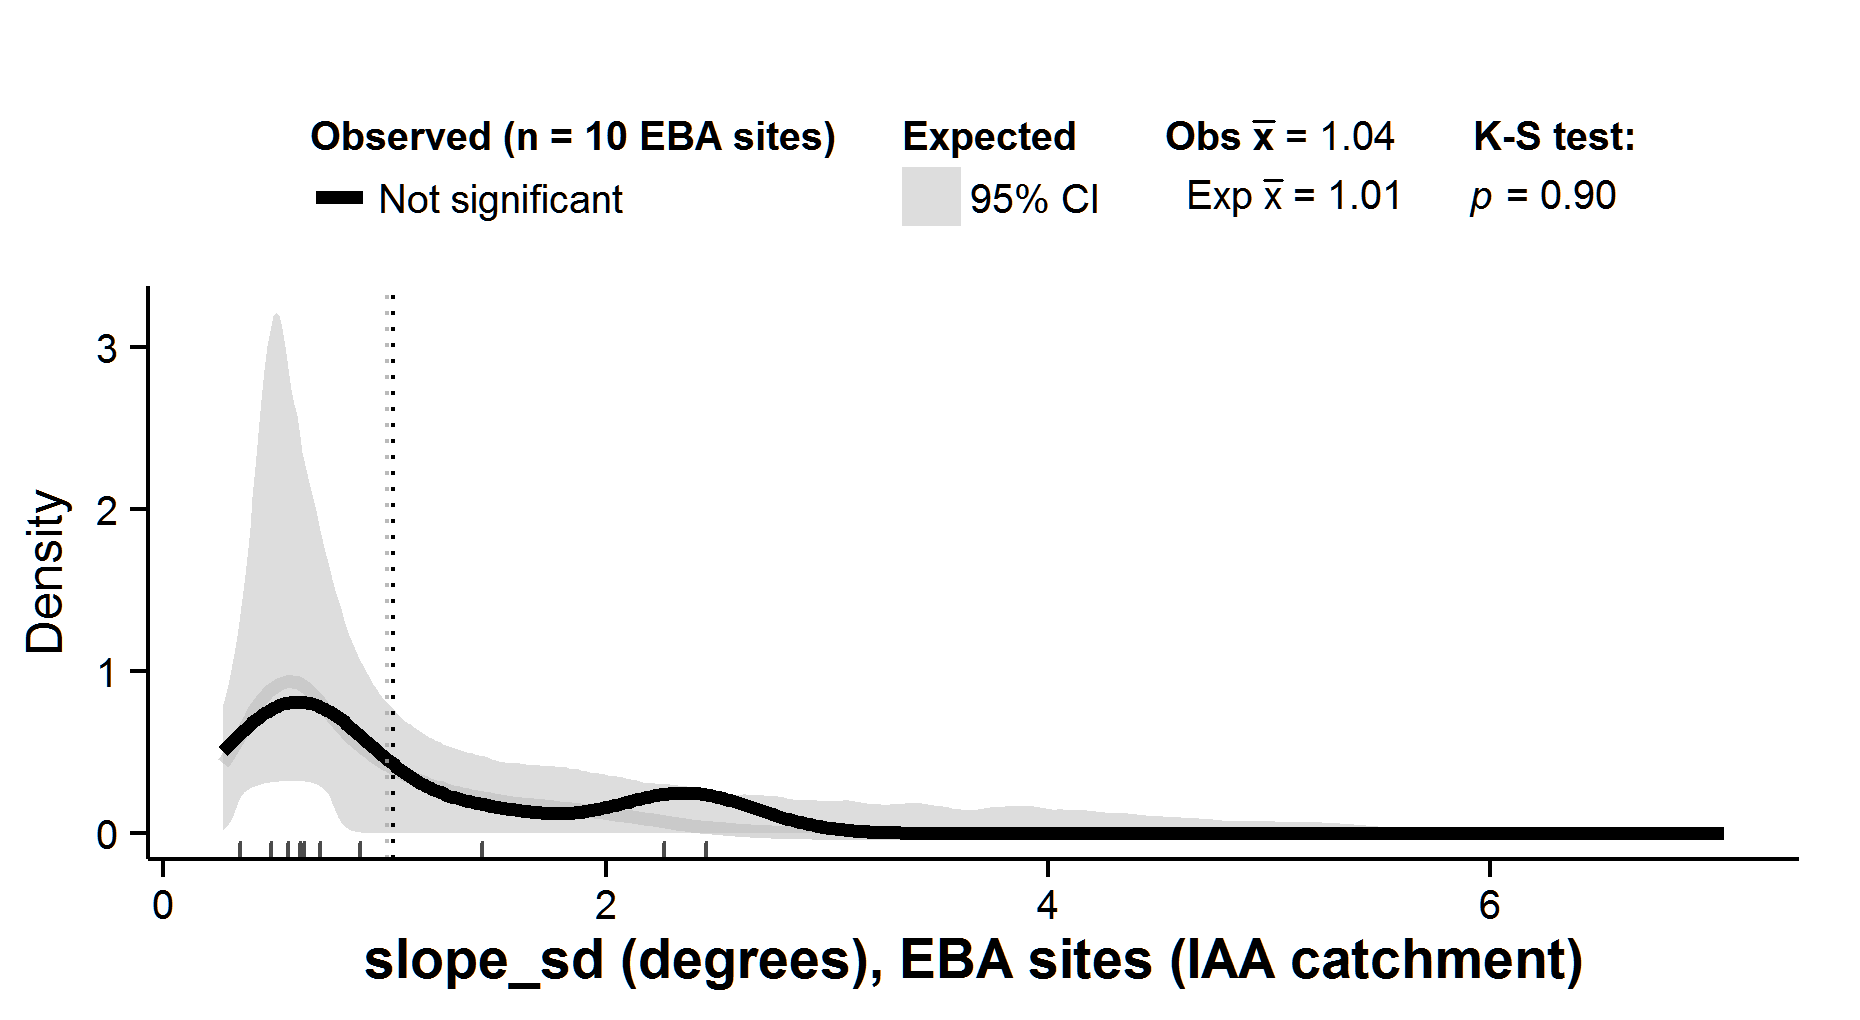 Observed (n = 10 EBA sites) Expected Obs x̅ = 1.04 K-S test:
Not significant 95% CI Exp x̅ = 1.01 p = 0.90
3
2
1
0
Density
0 2 4 6
slope_sd (degrees), EBA sites (IAA catchment)